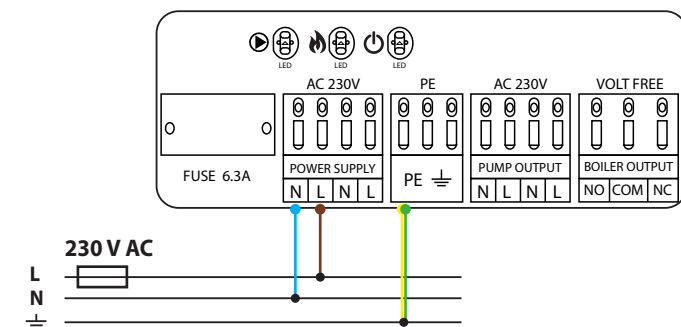 LED LED LED
AC 230V PE AC 230V VOLT FREE
FUSE 6.3A
POWER SUPPLY PE PUMP OUTPUT BOILER OUTPUT
N L N L N L N L NO COM NC
230 V AC
L
N